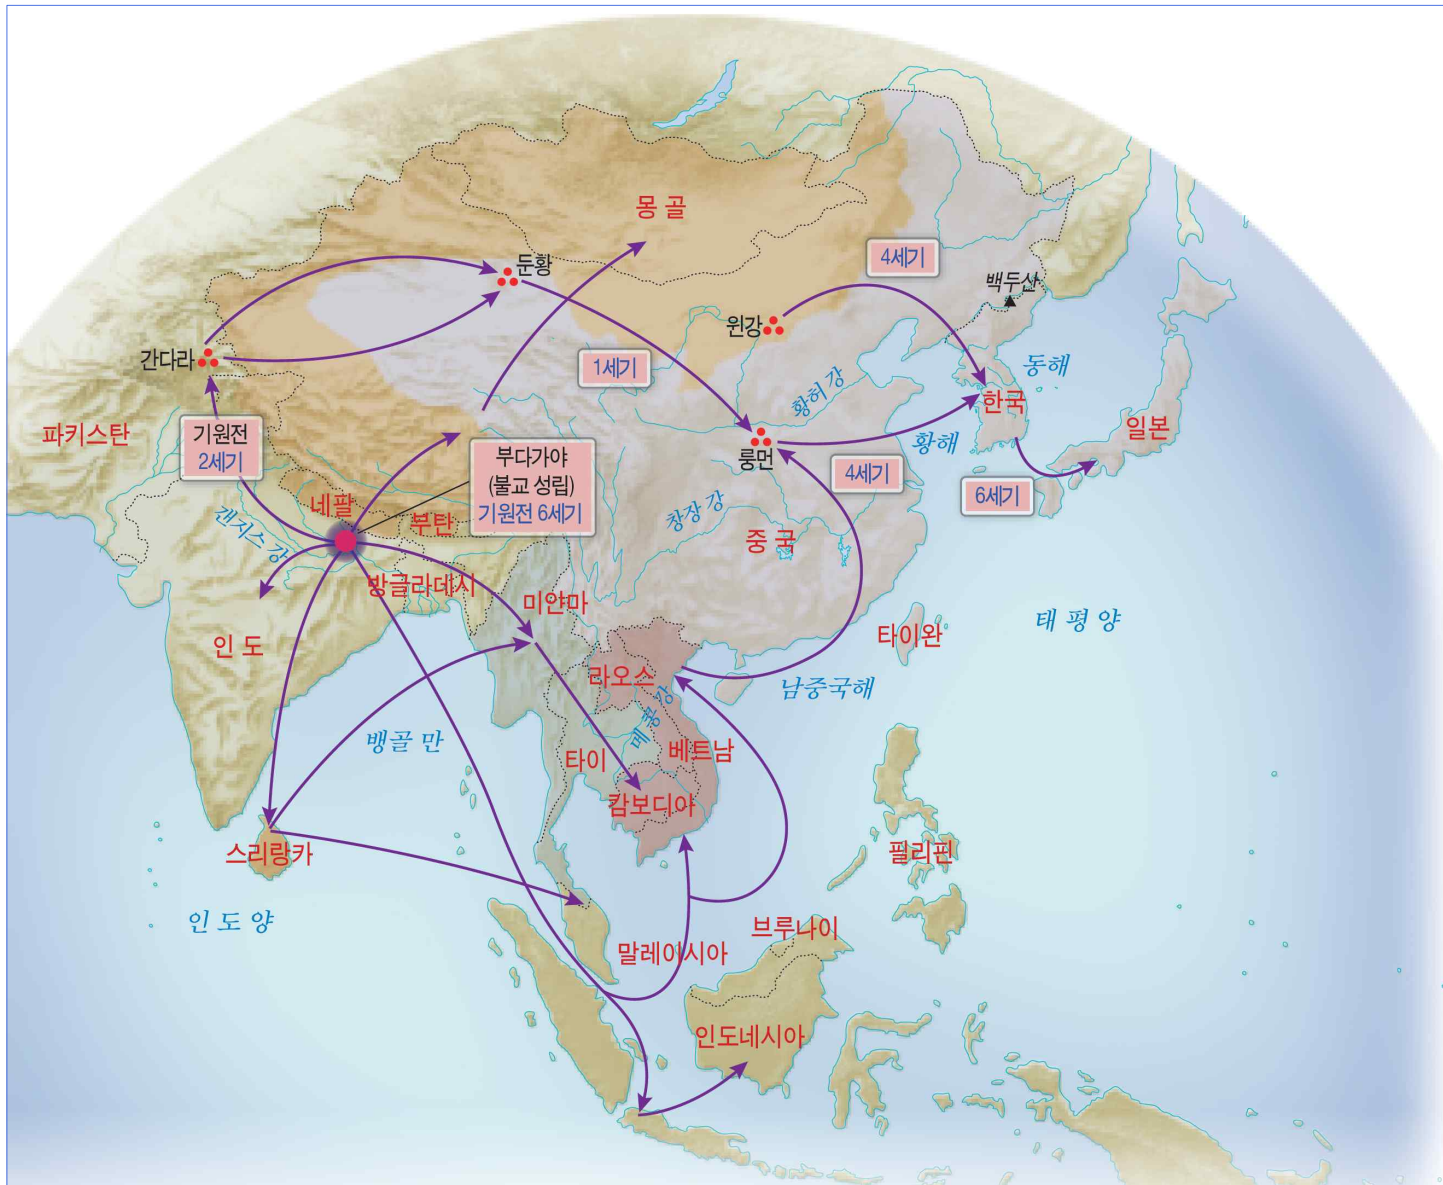 몽 골
4세기
둔황
백두산
윈강
간다라
1세기
동해
황허 강
한국
파키스탄
기원전
2세기
황해
일본
룽먼
부다가야
(불교 성립)
기원전 6세기
4세기
6세기
네팔
부탄
갠지스 강
창장 강
중 국
방글라데시
미얀마
태 평 양
인 도
타이완
라오스
남중국해
메콩 강
뱅골 만
타이
베트남
캄보디아
스리랑카
필리핀
인 도 양
브루나이
말레이시아
인도네시아